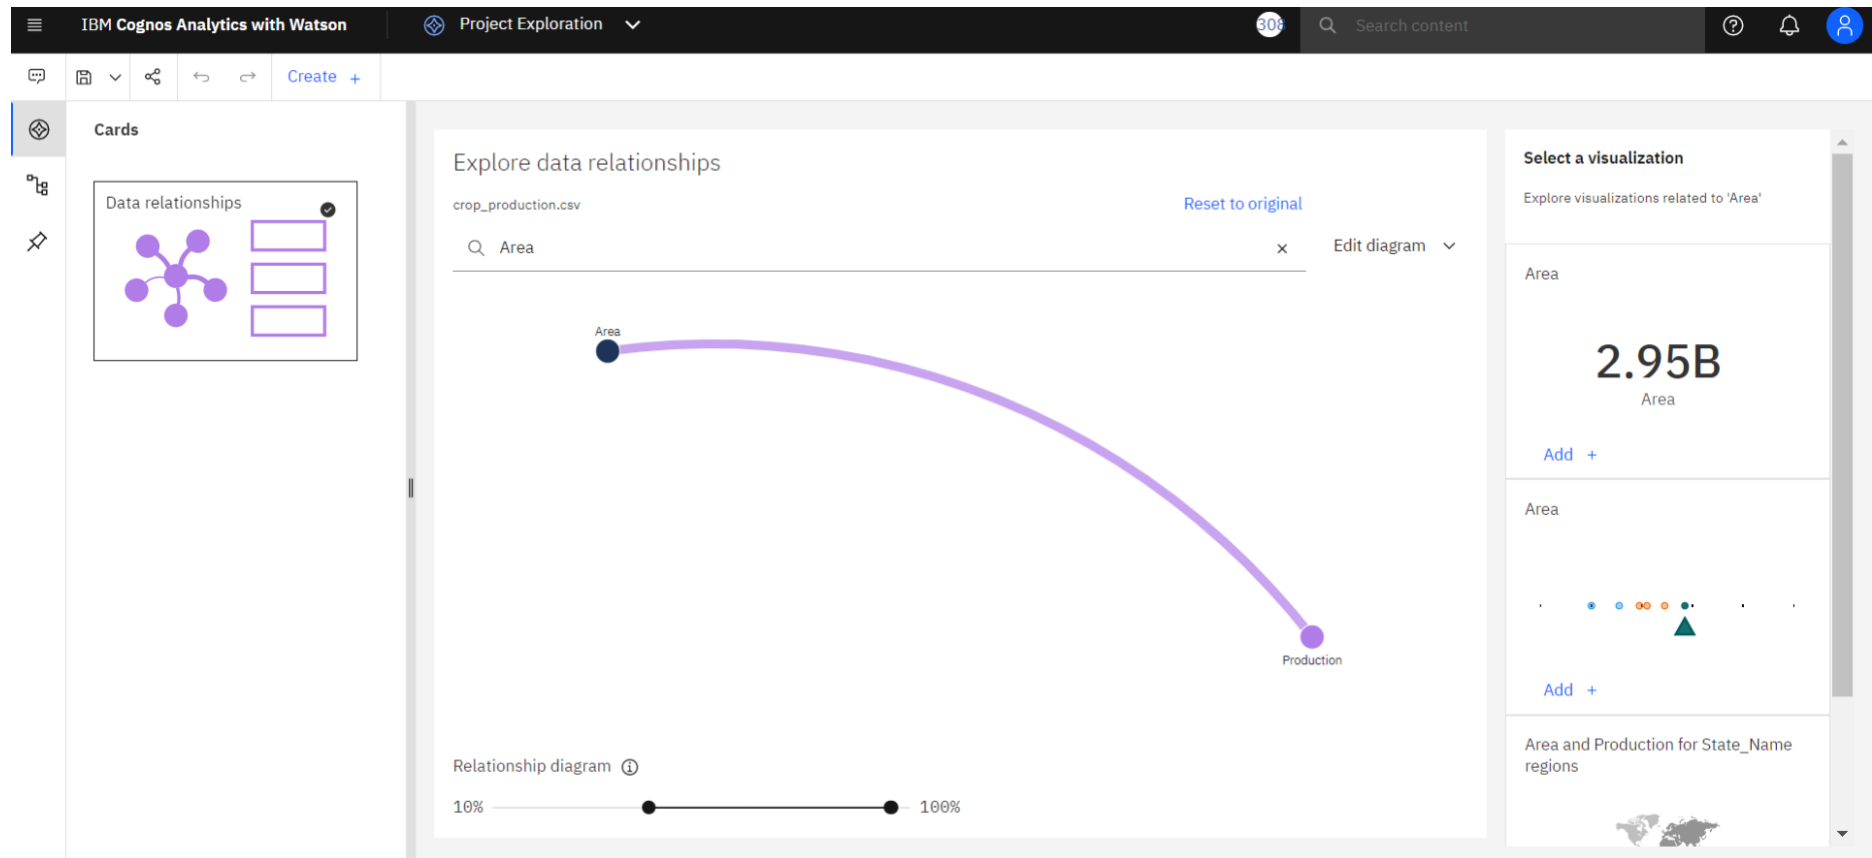 IBM Cognos Analytics with Watson
Project Exploration
308
Search content
Create +
Cards
Data relationships
Explore data relationships
crop_production.csv
Reset to original
Area
Edit diagram
Area
Production
Relationship diagram
10%
100%
Select a visualization
Explore visualizations related to 'Area'
Area
2.95B
Area
Add +
Area
Add +
Area and Production for State_Name
regions